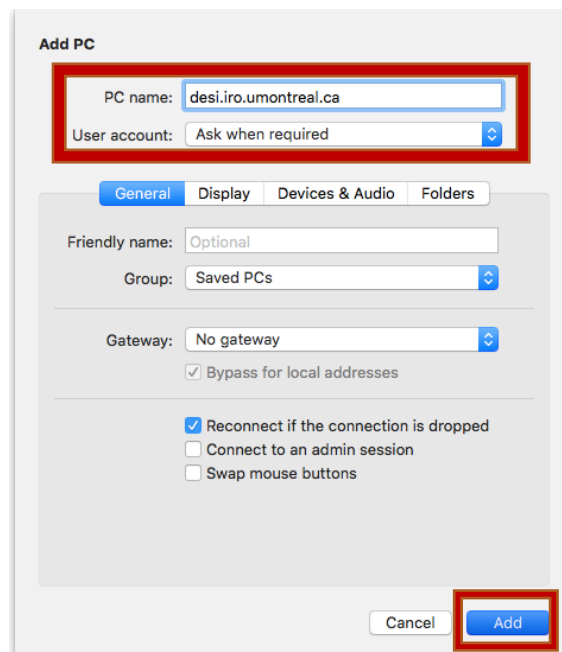 Add PC
PC name: desi.iro.umontreal.ca
User account: Ask when required
General Display Devices & Audio Folders
Friendly name: Optional
Group: Saved PCs
Gateway: No gateway
Bypass for local addresses
Reconnect if the connection is dropped
Connect to an admin session
Swap mouse buttons
Cancel Add